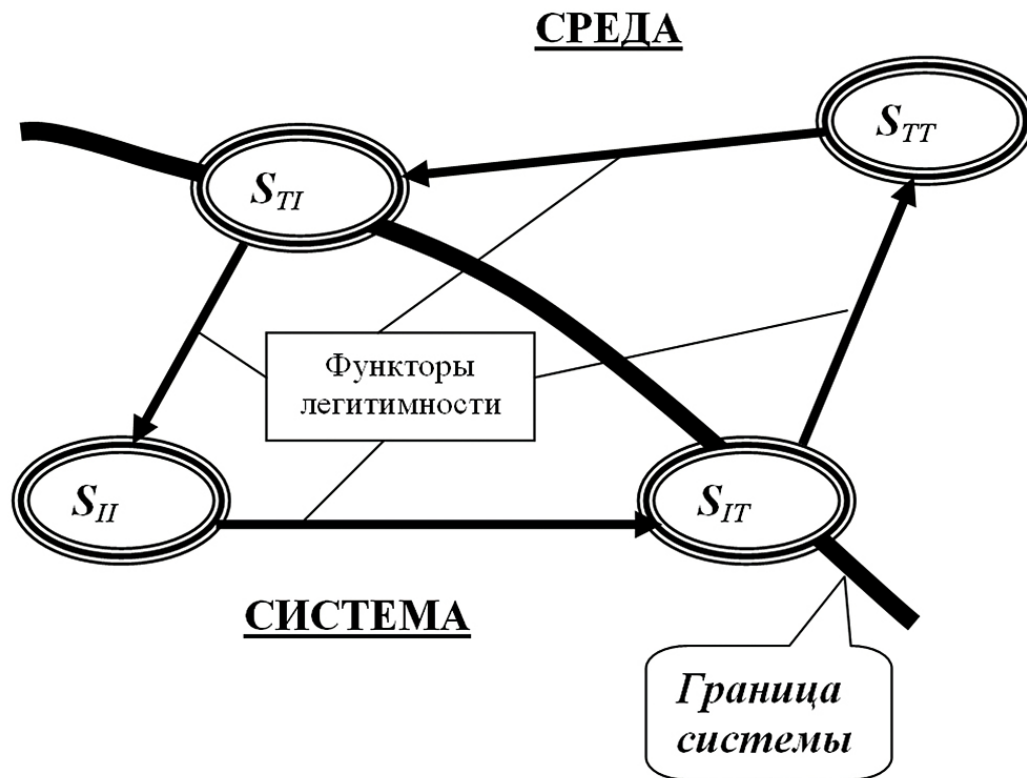 СРЕДА
S_TT
S_TI
Функторы
легитимности
S_II
S_IT
СИСТЕМА
Граница
системы